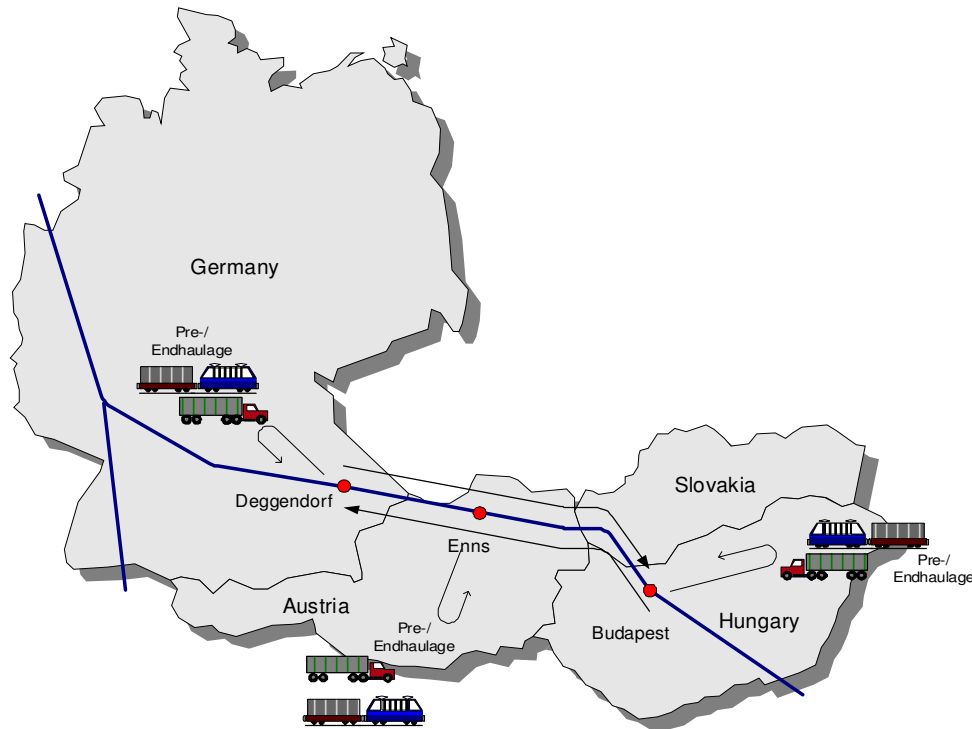 Germany
Pre-/
Endhaulage
Deggendorf
Enns
Slovakia
Pre-/
Endhaulage
Austria
Pre-/
Endhaulage
Budapest
Hungary